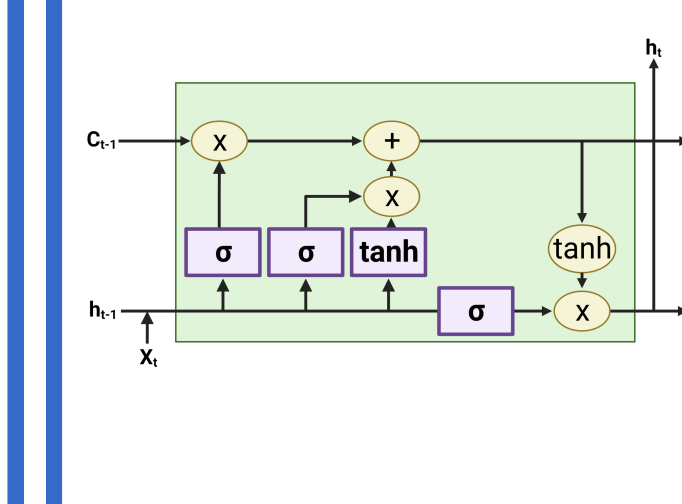 hₜ
Cₜ₋₁
x
+
x
σ
σ
tanh
tanh
hₜ₋₁
σ
x
Xₜ